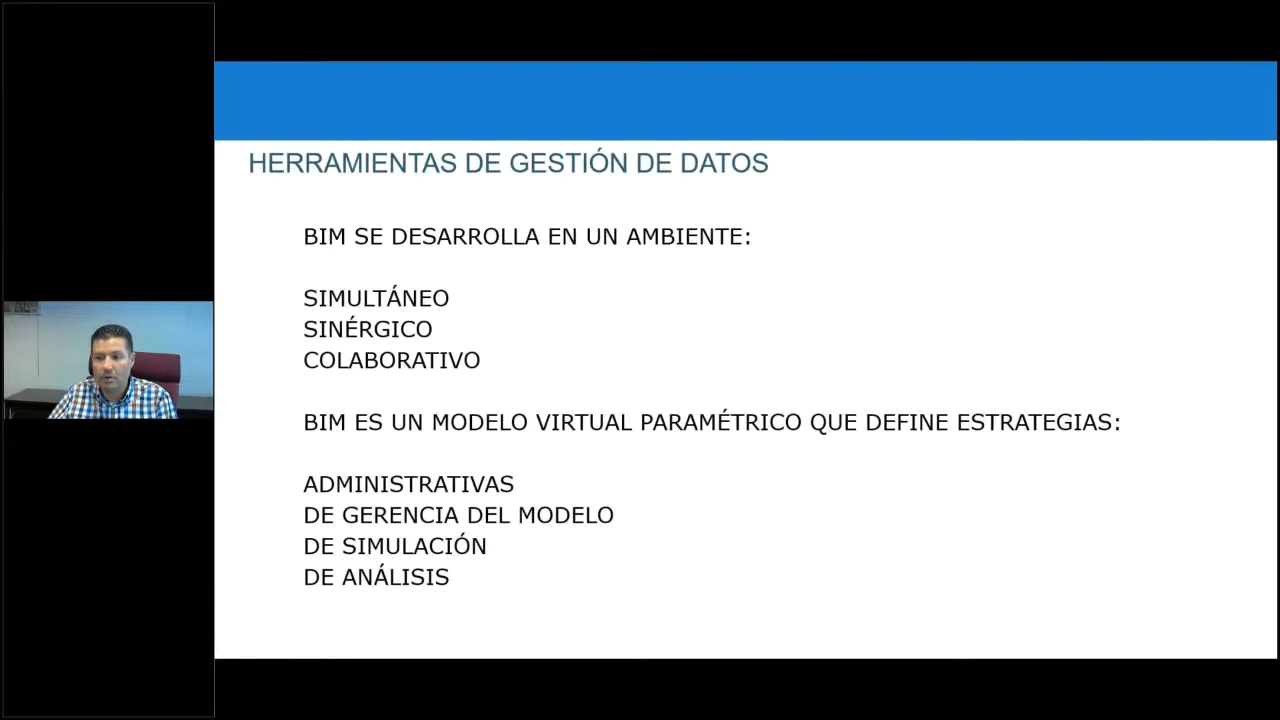 HERRAMIENTAS DE GESTIÓN DE DATOS
BIM SE DESARROLLA EN UN AMBIENTE:
SIMULTÁNEO
SINÉRGICO
COLABORATIVO
BIM ES UN MODELO VIRTUAL PARAMÉTRICO QUE DEFINE ESTRATEGIAS:
ADMINISTRATIVAS
DE GERENCIA DEL MODELO
DE SIMULACIÓN
DE ANÁLISIS